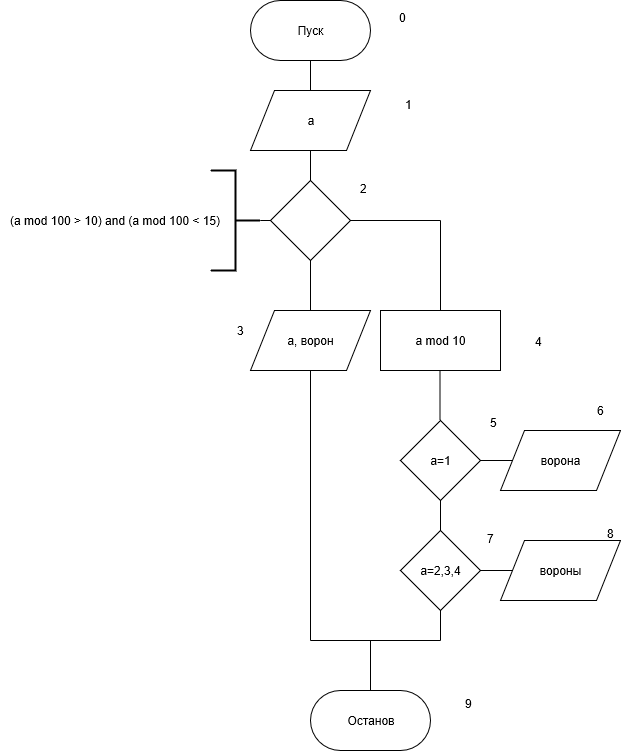 Пуск
0
a
1
2
(a mod 100 > 10) and (a mod 100 < 15)
3
a, ворон
a mod 10
4
5
6
a=1
ворона
7
8
a=2,3,4
вороны
9
Останов